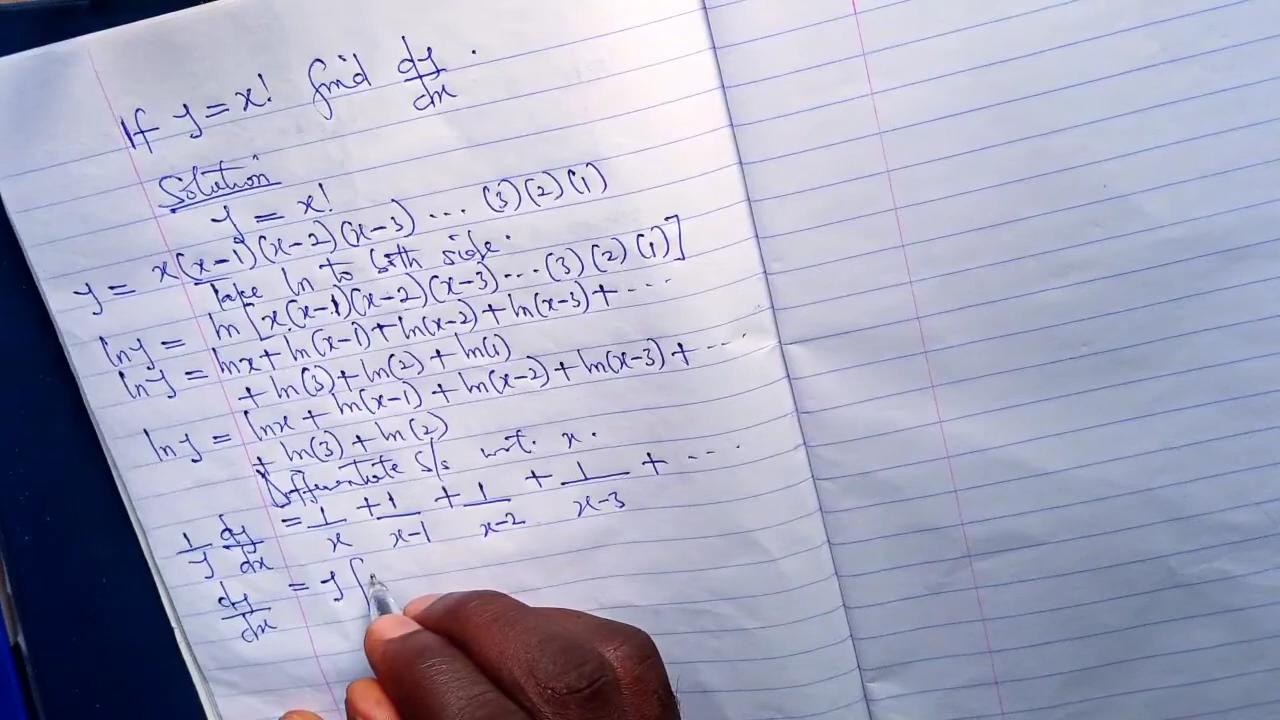 If y = x! find dy/dx.
Solution
y = x!
y = x(x-1)(x-2)(x-3) ... (3)(2)(1)
Take ln to both side.
ln y = ln [x(x-1)(x-2)(x-3) ... (3)(2)(1)]
ln y = ln x + ln(x-1) + ln(x-2) + ln(x-3) + ...
+ ln(3) + ln(2) + ln(1)
ln y = ln x + ln(x-1) + ln(x-2) + ln(x-3) + ...
+ ln(3) + ln(2)
Differentiate b/s wrt. x.
1/y dy/dx = 1/x + 1/x-1 + 1/x-2 + 1/x-3 + ...
dy/dx = y [